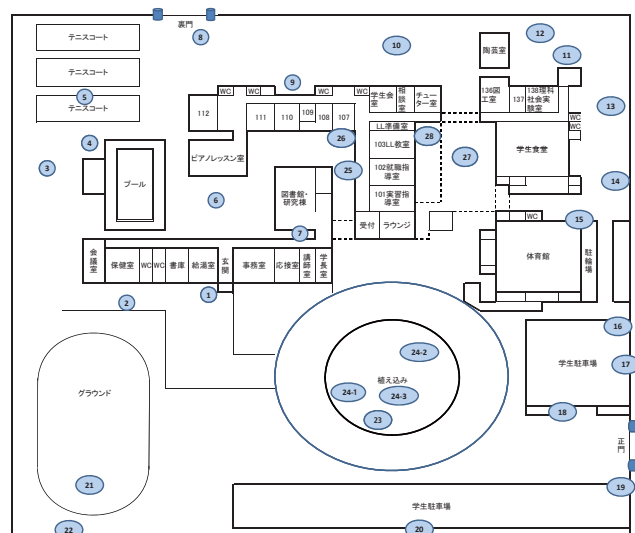 裏門
8
テニスコート
テニスコート
5
テニスコート
4
3
プール
10
9
12
11
陶芸室
13
14
WC
WC
WC
WC
112
111
110
109
108
107
学生会室
相談室
チューター室
136図工室
137
138理科社会実験室
WC
WC
26
28
27
25
LL準備室
103LL教室
102就職指導室
101実習指導室
受付
ラウンジ
学生食堂
ピアノレッスン室
図書館・研究棟
6
7
WC
15
体育館
駐輪場
会議室
保健室
WC
WC
書庫
給湯室
玄関
事務室
応接室
講師室
学長室
2
1
16
17
18
学生駐車場
24-2
植え込み
24-1
24-3
23
グラウンド
21
22
正門
19
学生駐車場
20